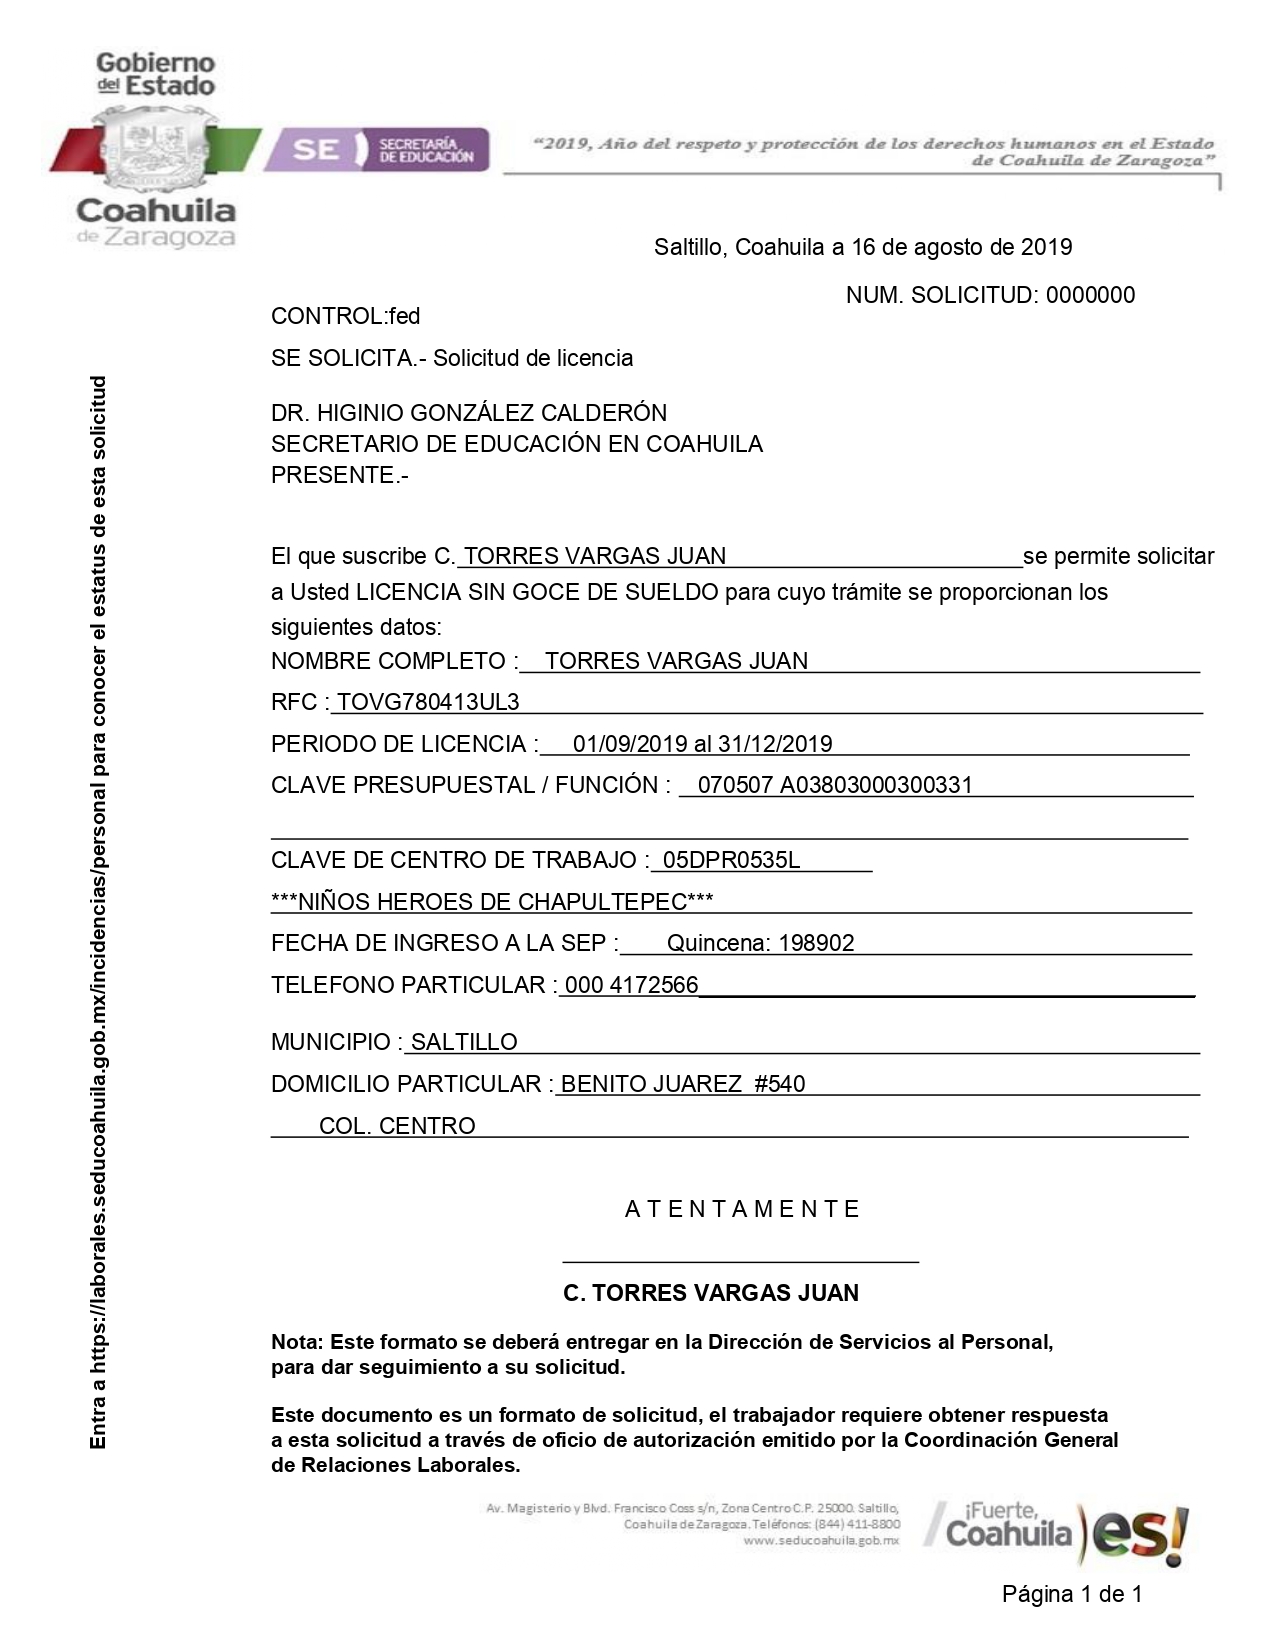 Gobierno
del Estado
SE SECRETARÍA
DE EDUCACIÓN
Coahuila
de Zaragoza
“2019, Año del respeto y protección de los derechos humanos en el Estado
de Coahuila de Zaragoza”
Saltillo, Coahuila a 16 de agosto de 2019
NUM. SOLICITUD: 0000000
CONTROL:fed
SE SOLICITA.- Solicitud de licencia
DR. HIGINIO GONZÁLEZ CALDERÓN
SECRETARIO DE EDUCACIÓN EN COAHUILA
PRESENTE.-
El que suscribe C. TORRES VARGAS JUAN se permite solicitar
a Usted LICENCIA SIN GOCE DE SUELDO para cuyo trámite se proporcionan los
siguientes datos:
NOMBRE COMPLETO : TORRES VARGAS JUAN
RFC : TOVG780413UL3
PERIODO DE LICENCIA : 01/09/2019 al 31/12/2019
CLAVE PRESUPUESTAL / FUNCIÓN : 070507 A03803000300331
CLAVE DE CENTRO DE TRABAJO : 05DPR0535L
***NIÑOS HEROES DE CHAPULTEPEC***
FECHA DE INGRESO A LA SEP : Quincena: 198902
TELEFONO PARTICULAR : 000 4172566
MUNICIPIO : SALTILLO
DOMICILIO PARTICULAR : BENITO JUAREZ #540
COL. CENTRO
A T E N T A M E N T E
C. TORRES VARGAS JUAN
Nota: Este formato se deberá entregar en la Dirección de Servicios al Personal,
para dar seguimiento a su solicitud.
Este documento es un formato de solicitud, el trabajador requiere obtener respuesta
a esta solicitud a través de oficio de autorización emitido por la Coordinación General
de Relaciones Laborales.
Entra a https://laborales.seducoahuila.gob.mx/incidencias/personal para conocer el estatus de esta solicitud
Av. Magisterio y Blvd. Francisco Coss s/n, Zona Centro C.P. 25000. Saltillo,
Coahuila de Zaragoza. Teléfonos: (844) 411-8800
www.seducoahuila.gob.mx
¡Fuerte,
Coahuila es!
Página 1 de 1